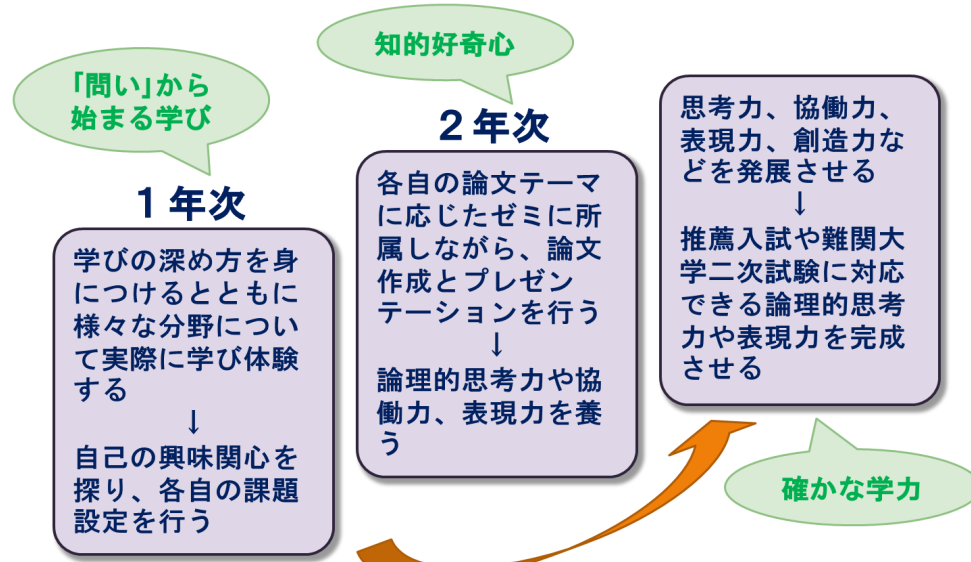 「問い」から
始まる学び
1年次
学びの深め方を身
につけるとともに
様々な分野につい
て実際に学び体験
する
↓
自己の興味関心を
探り、各自の課題
設定を行う
知的好奇心
２年次
各自の論文テーマ
に応じたゼミに所
属しながら、論文
作成とプレゼン
テーションを行う
↓
論理的思考力や協
働力、表現力を養
う
思考力、協働力、
表現力、創造力な
どを発展させる
↓
推薦入試や難関大
学二次試験に対応
できる論理的思考
力や表現力を完成
させる
確かな学力